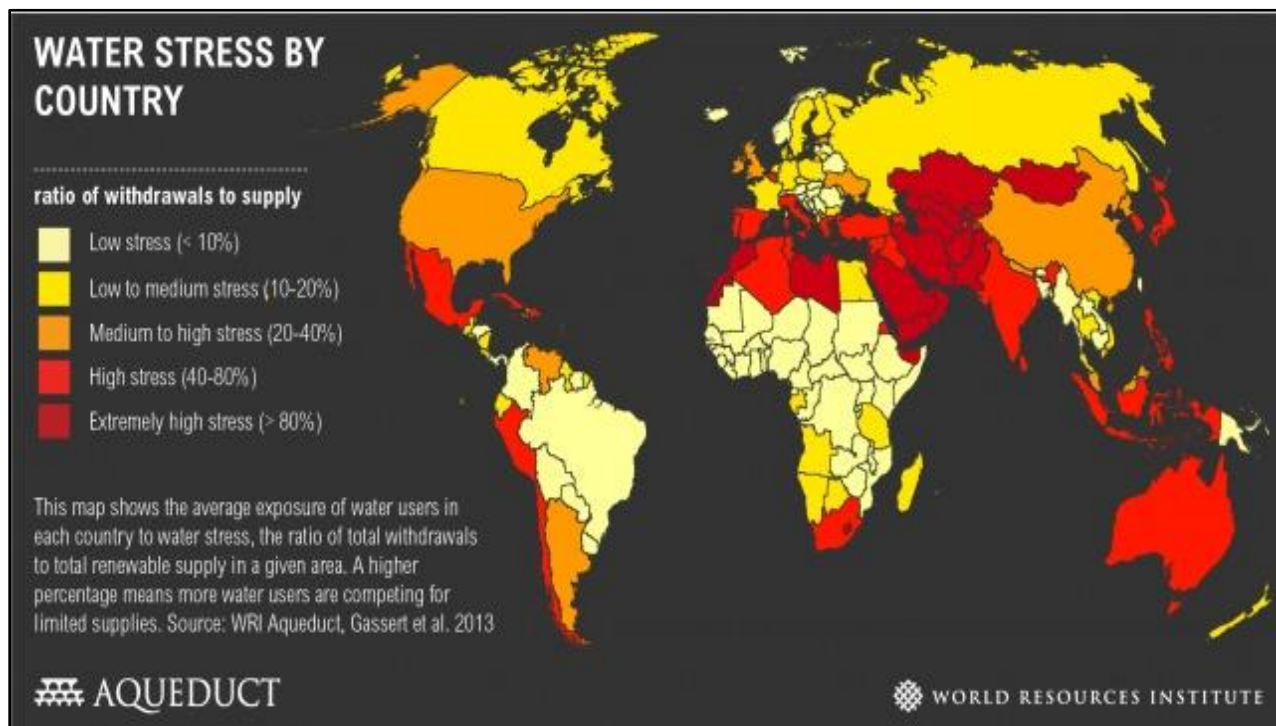 WATER STRESS BY
COUNTRY
ratio of withdrawals to supply
Low stress (< 10%)
Low to medium stress (10-20%)
Medium to high stress (20-40%)
High stress (40-80%)
Extremely high stress (> 80%)
This map shows the average exposure of water users in
each country to water stress, the ratio of total withdrawals
to total renewable supply in a given area. A higher
percentage means more water users are competing for
limited supplies. Source: WRI Aqueduct, Gassert et al. 2013
AQUEDUCT
WORLD RESOURCES INSTITUTE